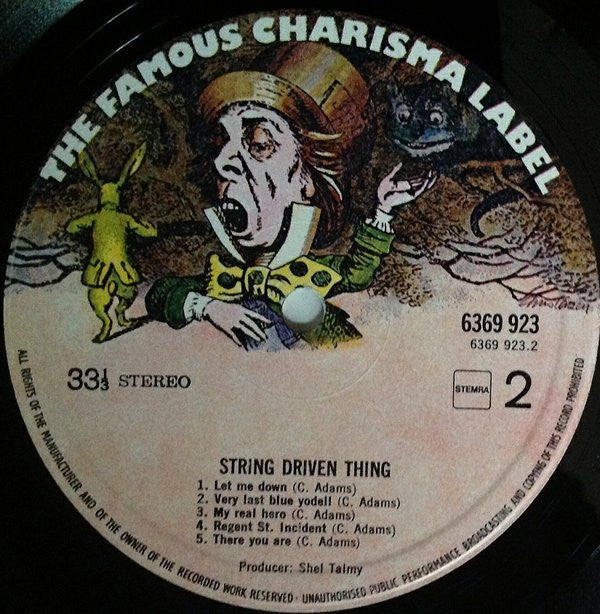 THE FAMOUS CHARISMA LABEL
6369 923
6369 923.2
33⅓ STEREO
STEMRA
2
STRING DRIVEN THING
1. Let me down (C. Adams)
2. Very last blue yodell (C. Adams)
3. My real hero (C. Adams)
4. Regent St. Incident (C. Adams)
5. There you are (C. Adams)
Producer: Shel Talmy
ALL RIGHTS OF THE MANUFACTURER AND OF THE OWNER OF THE RECORDED WORK RESERVED · UNAUTHORISED PUBLIC PERFORMANCE BROADCASTING AND COPYING OF THIS RECORD PROHIBITED